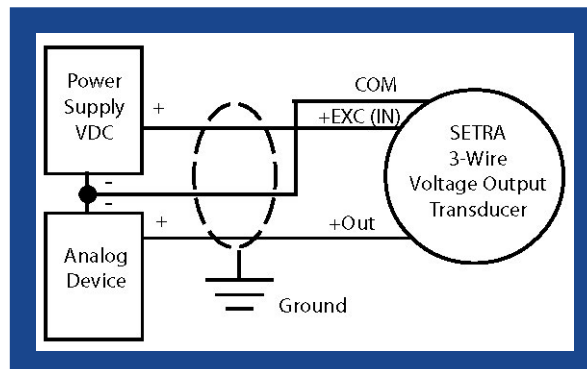 Power
Supply
VDC
+
-
-
Analog
Device
+
COM
+EXC (IN)
+Out
SETRA
3-Wire
Voltage Output
Transducer
Ground